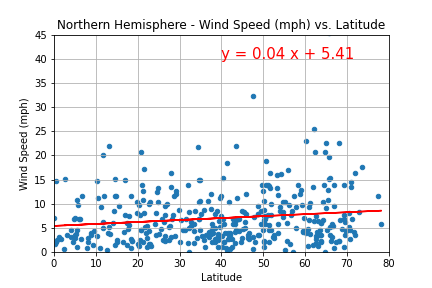 Northern Hemisphere - Wind Speed (mph) vs. Latitude
y = 0.04 x + 5.41
Wind Speed (mph)
45
40
35
30
25
20
15
10
5
0
0 10 20 30 40 50 60 70 80
Latitude